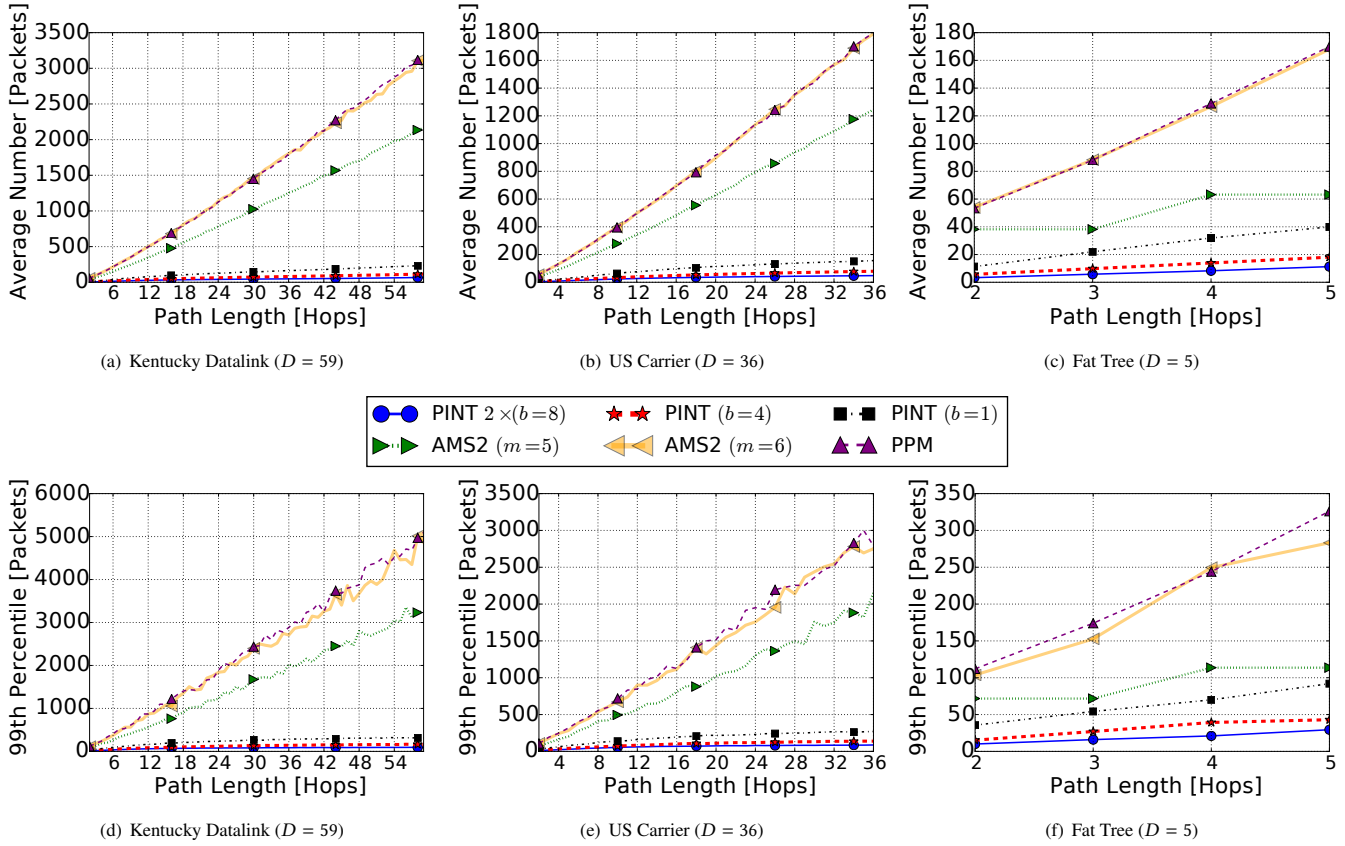 3500
3000
2500
2000
1500
1000
500
0
6 12 18 24 30 36 42 48 54
Average Number [Packets]
Path Length [Hops]
(a) Kentucky Datalink (D = 59)
1800
1600
1400
1200
1000
800
600
400
200
0
4 8 12 16 20 24 28 32 36
Average Number [Packets]
Path Length [Hops]
(b) US Carrier (D = 36)
180
160
140
120
100
80
60
40
20
0
2 3 4 5
Average Number [Packets]
Path Length [Hops]
(c) Fat Tree (D = 5)
PINT 2×(b=8) PINT (b=4) PINT (b=1)
AMS2 (m=5) AMS2 (m=6) PPM
6000
5000
4000
3000
2000
1000
0
6 12 18 24 30 36 42 48 54
99th Percentile [Packets]
Path Length [Hops]
(d) Kentucky Datalink (D = 59)
3500
3000
2500
2000
1500
1000
500
0
4 8 12 16 20 24 28 32 36
99th Percentile [Packets]
Path Length [Hops]
(e) US Carrier (D = 36)
350
300
250
200
150
100
50
0
2 3 4 5
99th Percentile [Packets]
Path Length [Hops]
(f) Fat Tree (D = 5)